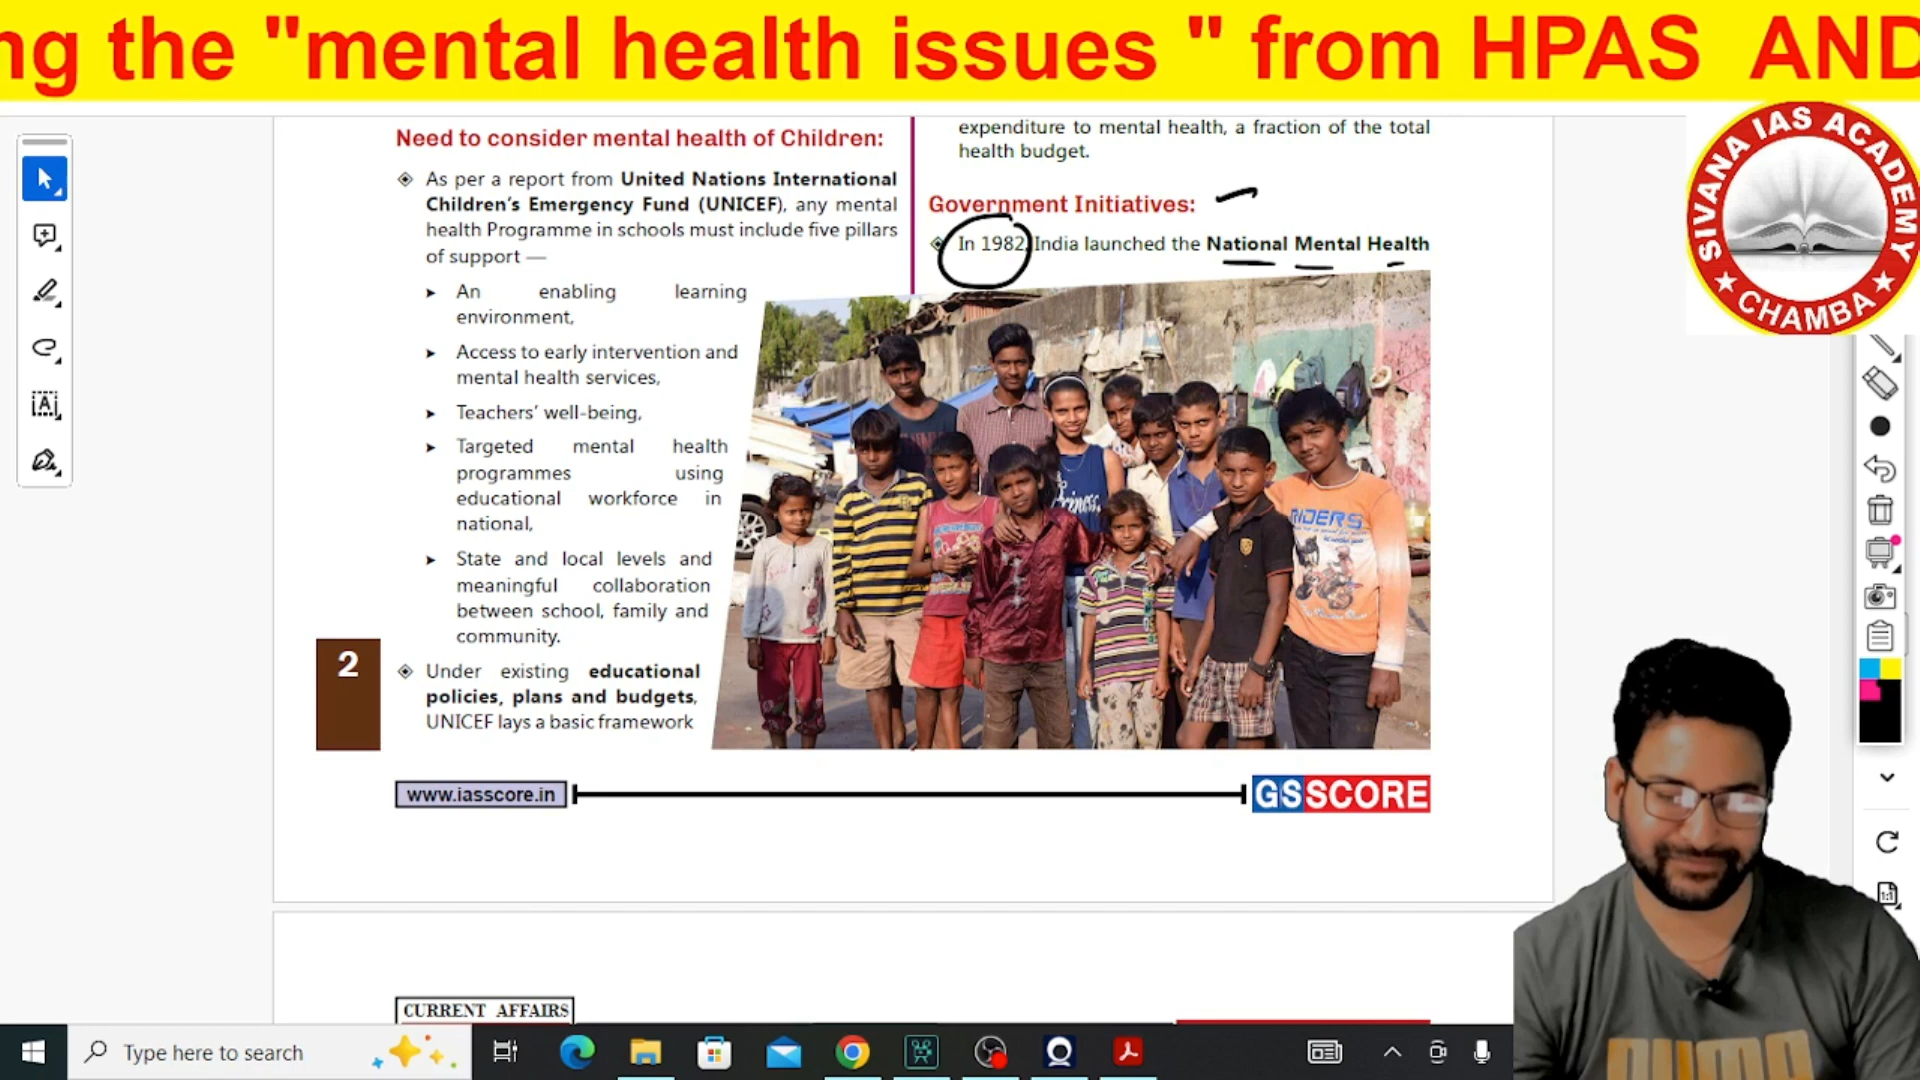 ng the "mental health issues " from HPAS AND
SIVANA IAS ACADEMY
CHAMBA
Need to consider mental health of Children:
As per a report from United Nations International
Children's Emergency Fund (UNICEF), any mental
health Programme in schools must include five pillars
of support —
An enabling learning
environment,
Access to early intervention and
mental health services,
Teachers' well-being,
Targeted mental health
programmes using
educational workforce in
national,
State and local levels and
meaningful collaboration
between school, family and
community.
Under existing educational
policies, plans and budgets,
UNICEF lays a basic framework
expenditure to mental health, a fraction of the total
health budget.
Government Initiatives:
In 1982, India launched the National Mental Health
RIDERS
2
www.iasscore.in
GSSCORE
CURRENT AFFAIRS
Type here to search